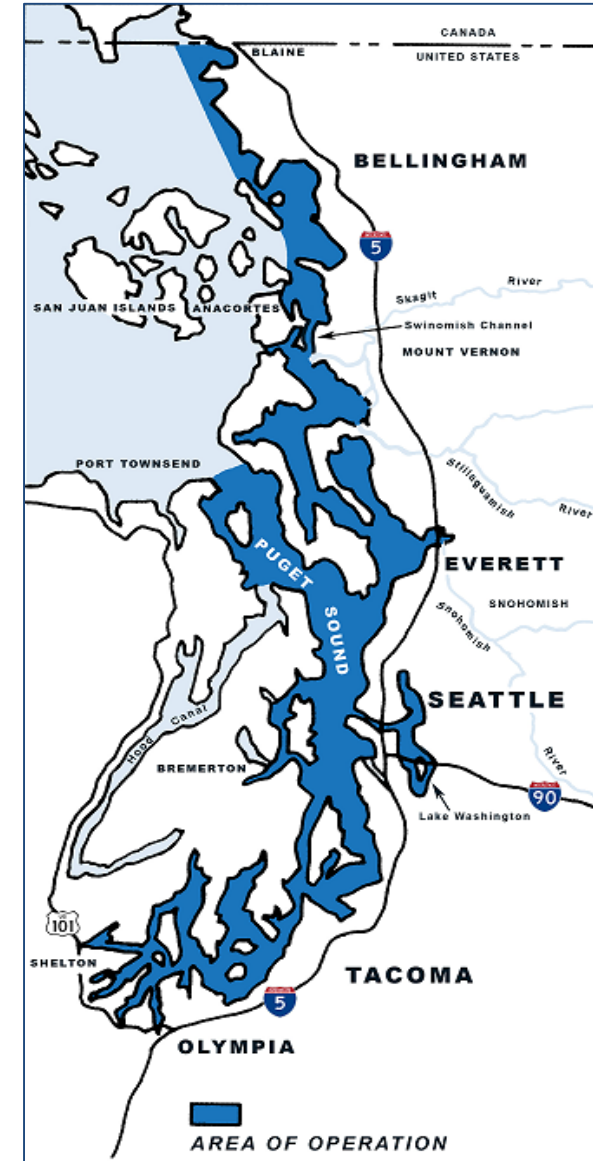 CANADA
BLAINE
UNITED STATES
BELLINGHAM
5
Skagit River
SAN JUAN ISLANDS
ANACORTES
Swinomish Channel
MOUNT VERNON
PORT TOWNSEND
Stillaguamish River
PUGET SOUND
EVERETT
SNOHOMISH
Snohomish River
SEATTLE
Hood Canal
BREMERTON
90
Lake Washington
101
SHELTON
TACOMA
5
OLYMPIA
AREA OF OPERATION